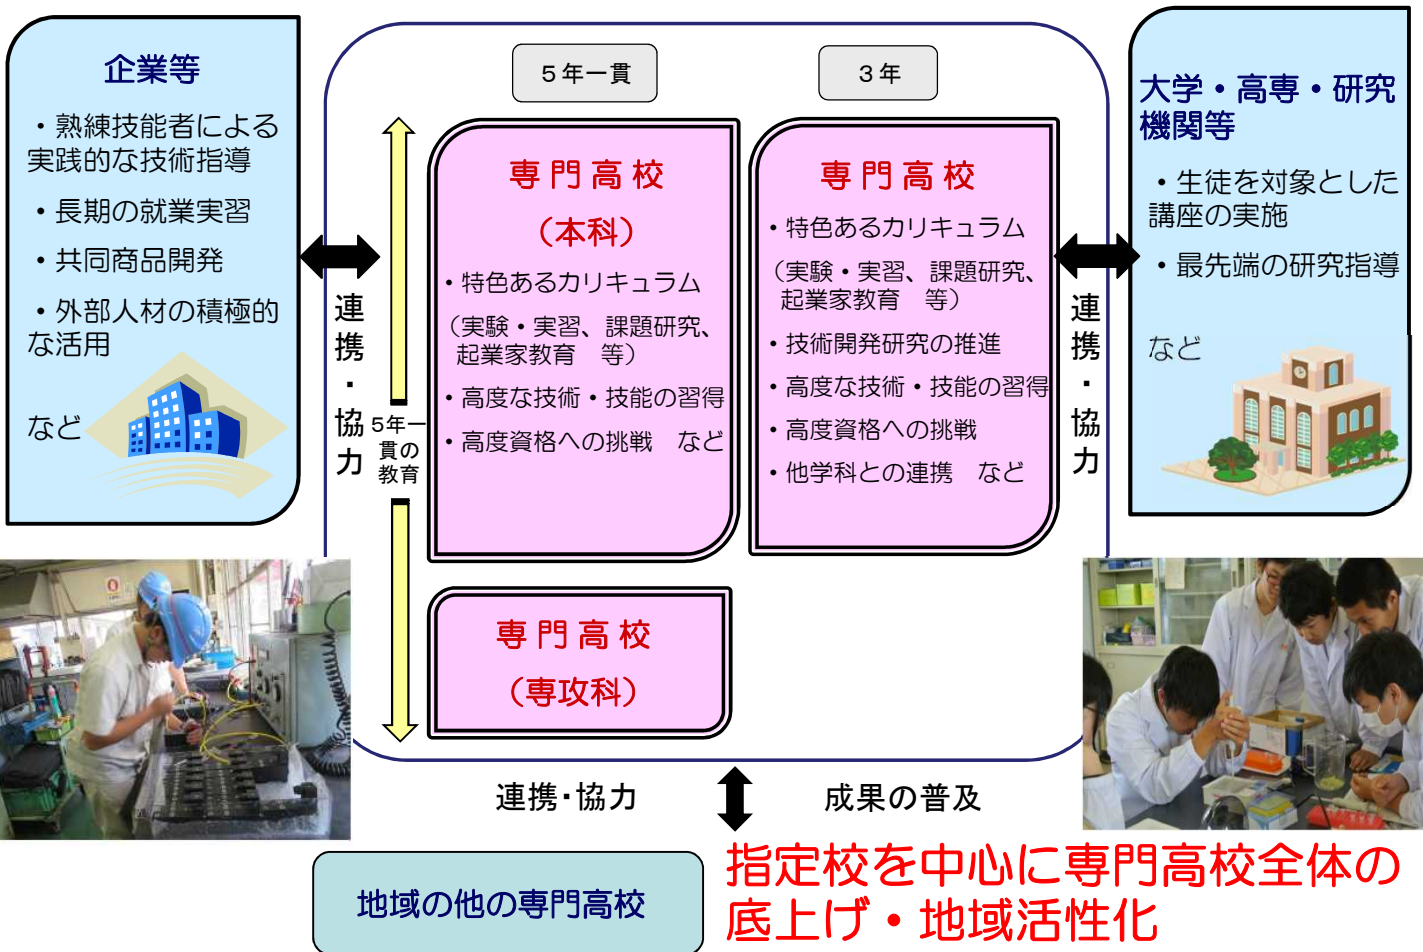 企業等
・熟練技能者による
実践的な技術指導
・長期の就業実習
・共同商品開発
・外部人材の積極的
な活用
など
連携・協力
5年一
貫の
教育
５年一貫
専門高校
（本科）
・特色あるカリキュラム
（実験・実習、課題研究、
起業家教育　等）
・高度な技術・技能の習得
・高度資格への挑戦　など
専門高校
（専攻科）
３年
専門高校
・特色あるカリキュラム
（実験・実習、課題研究、
起業家教育　等）
・技術開発研究の推進
・高度な技術・技能の習得
・高度資格への挑戦
・他学科との連携　など
連携・協力
大学・高専・研究
機関等
・生徒を対象とした
講座の実施
・最先端の研究指導
など
連携・協力
成果の普及
地域の他の専門高校
指定校を中心に専門高校全体の
底上げ・地域活性化